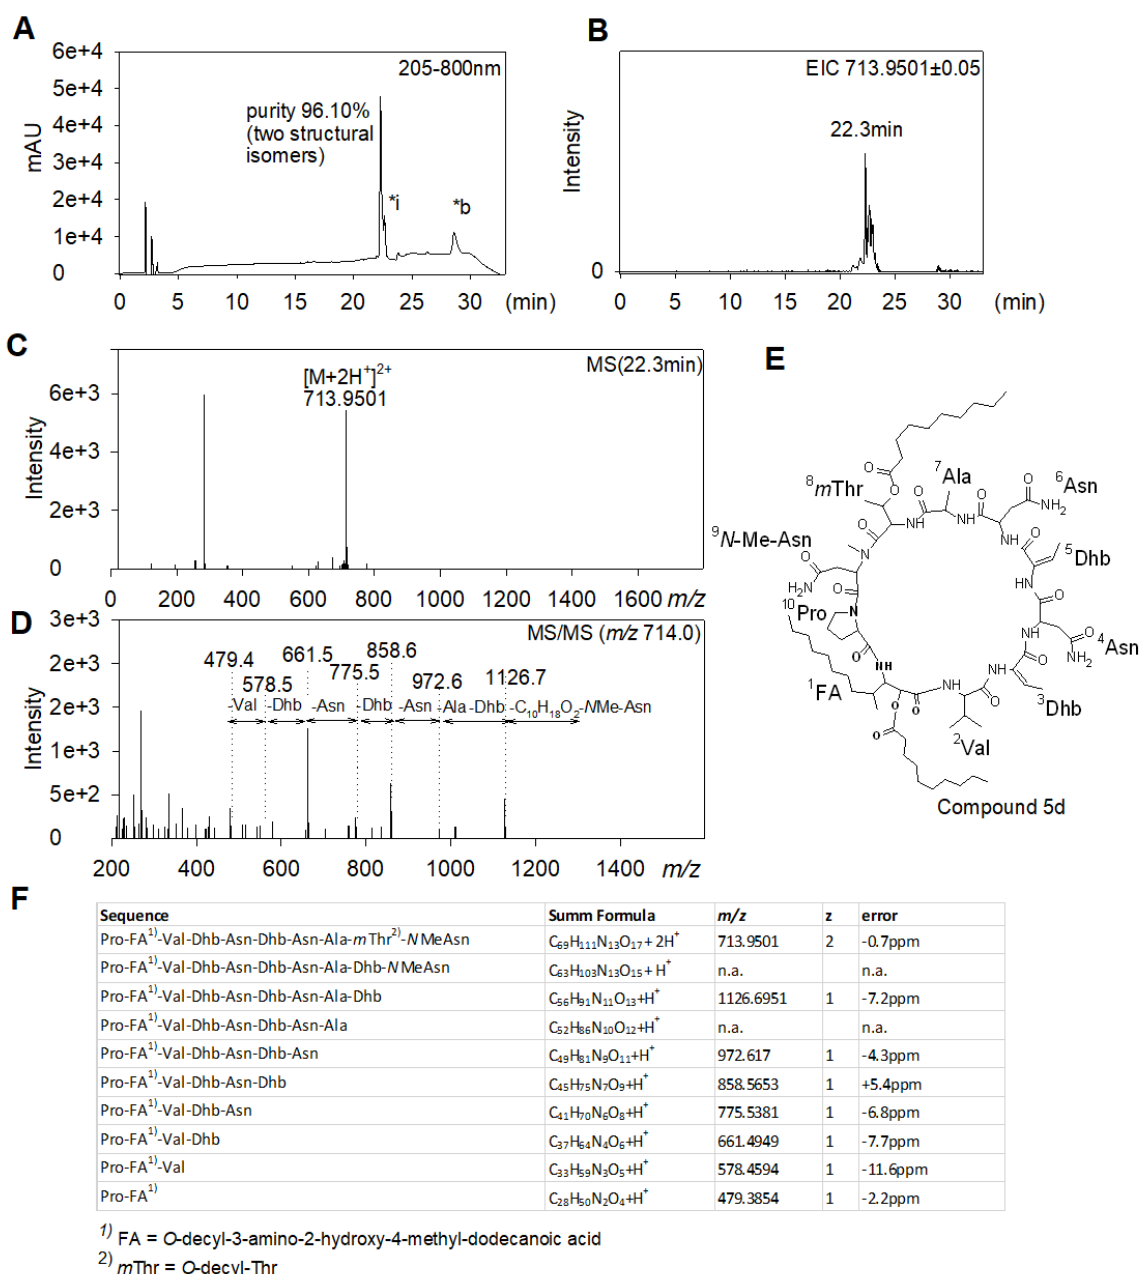 A
6e+4
5e+4
4e+4
3e+4
2e+4
1e+4
0
mAU
205-800nm
purity 96.10%
(two structural
isomers)
*i
*b
0 5 10 15 20 25 30 (min)
B
EIC 713.9501±0.05
22.3min
Intensity
0
0 5 10 15 20 25 30 (min)
C
MS(22.3min)
[M+2H⁺]²⁺
713.9501
6e+3
4e+3
2e+3
0
Intensity
0 200 400 600 800 1000 1200 1400 1600 m/z
D
3e+3
2e+3
2e+3
1e+3
5e+2
0
Intensity
MS/MS (m/z 714.0)
479.4
578.5
661.5
775.5
858.6
972.6
1126.7
-Val -Dhb -Asn -Dhb -Asn -Ala -Dhb -C₁₀H₁₈O₂-NMe-Asn
200 400 600 800 1000 1200 1400 m/z
E
⁸mThr
⁷Ala
⁶Asn
⁹N-Me-Asn
⁵Dhb
¹⁰Pro
⁴Asn
¹FA
³Dhb
²Val
O
O
O
O
NH
NH
O
O
NH₂
NH
O
N
O
H₂N
O
N
O
NH
O
O
O
NH
O
NH
O
NH
O
NH₂
O
NH
Compound 5d
F
Sequence Summ Formula m/z z error
Pro-FA¹⁾-Val-Dhb-Asn-Dhb-Asn-Ala-mThr²⁾-NMeAsn C₆₉H₁₁₁N₁₃O₁₇+ 2H⁺ 713.9501 2 -0.7ppm
Pro-FA¹⁾-Val-Dhb-Asn-Dhb-Asn-Ala-Dhb-NMeAsn C₆₃H₁₀₃N₁₃O₁₅+ H⁺ n.a. n.a.
Pro-FA¹⁾-Val-Dhb-Asn-Dhb-Asn-Ala-Dhb C₅₆H₉₁N₁₁O₁₃+H⁺ 1126.6951 1 -7.2ppm
Pro-FA¹⁾-Val-Dhb-Asn-Dhb-Asn-Ala C₅₂H₈₆N₁₀O₁₂+H⁺ n.a. n.a.
Pro-FA¹⁾-Val-Dhb-Asn-Dhb-Asn C₄₉H₈₁N₉O₁₁+H⁺ 972.617 1 -4.3ppm
Pro-FA¹⁾-Val-Dhb-Asn-Dhb C₄₅H₇₅N₇O₉+H⁺ 858.5653 1 +5.4ppm
Pro-FA¹⁾-Val-Dhb-Asn C₄₁H₇₀N₆O₈+H⁺ 775.5381 1 -6.8ppm
Pro-FA¹⁾-Val-Dhb C₃₇H₆₄N₄O₆+H⁺ 661.4949 1 -7.7ppm
Pro-FA¹⁾-Val C₃₃H₅₉N₃O₅+H⁺ 578.4594 1 -11.6ppm
Pro-FA¹⁾ C₂₈H₅₀N₂O₄+H⁺ 479.3854 1 -2.2ppm
1) FA = O-decyl-3-amino-2-hydroxy-4-methyl-dodecanoic acid
2) mThr = O-decyl-Thr